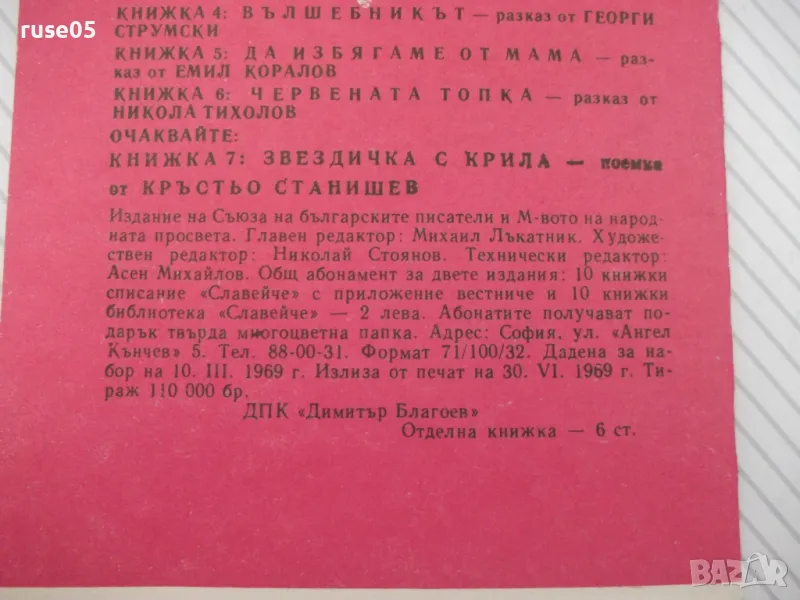 ruse05
КНИЖКА 4: ВЪЛШЕБНИКЪТ — разказ от ГЕОРГИ
СТРУМСКИ
КНИЖКА 5: ДА ИЗБЯГАМЕ ОТ МАМА — раз-
каз от ЕМИЛ КОРАЛОВ
КНИЖКА 6: ЧЕРВЕНАТА ТОПКА — разказ от
НИКОЛА ТИХОЛОВ
ОЧАКВАЙТЕ:
КНИЖКА 7: ЗВЕЗДИЧКА С КРИЛА — поемка
от КРЪСТЬО СТАНИШЕВ
Издание на Съюза на българските писатели и М-вото на народ-
ната просвета. Главен редактор: Михаил Лъкатник. Художе-
ствен редактор: Николай Стоянов. Технически редактор:
Асен Михайлов. Общ абонамент за двете издания: 10 книжки
списание «Славейче» с приложение вестниче и 10 книжки
библиотека «Славейче» — 2 лева. Абонатите получават по-
дарък твърда многоцветна папка. Адрес: София, ул. «Ангел
Кънчев» 5. Тел. 88-00-31. Формат 71/100/32. Дадена за на-
бор на 10. III. 1969 г. Излиза от печат на 30. VI. 1969 г. Ти-
раж 110 000 бр.
ДПК «Димитър Благоев»
Отделна книжка — 6 ст.
BAZAR